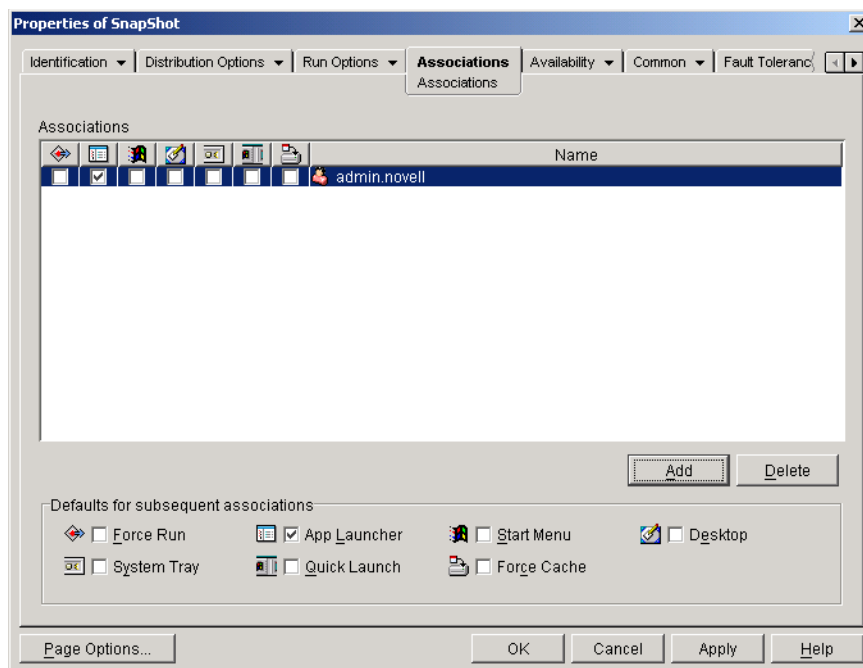 Properties of SnapShot
Identification Distribution Options Run Options Associations Availability Common Fault Toleranc
Associations
Associations
Name
admin.novell
Add Delete
Defaults for subsequent associations
Force Run App Launcher Start Menu Desktop
System Tray Quick Launch Force Cache
Page Options... OK Cancel Apply Help